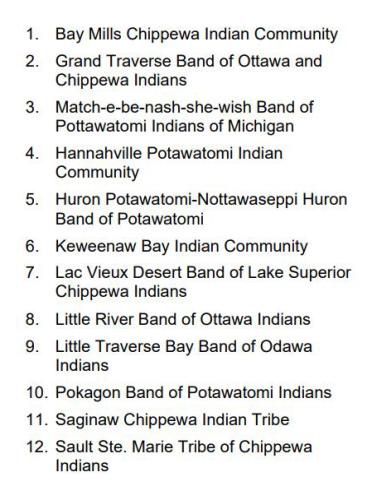 1. Bay Mills Chippewa Indian Community
2. Grand Traverse Band of Ottawa and
Chippewa Indians
3. Match-e-be-nash-she-wish Band of
Pottawatomi Indians of Michigan
4. Hannahville Potawatomi Indian
Community
5. Huron Potawatomi-Nottawaseppi Huron
Band of Potawatomi
6. Keweenaw Bay Indian Community
7. Lac Vieux Desert Band of Lake Superior
Chippewa Indians
8. Little River Band of Ottawa Indians
9. Little Traverse Bay Band of Odawa
Indians
10. Pokagon Band of Potawatomi Indians
11. Saginaw Chippewa Indian Tribe
12. Sault Ste. Marie Tribe of Chippewa
Indians